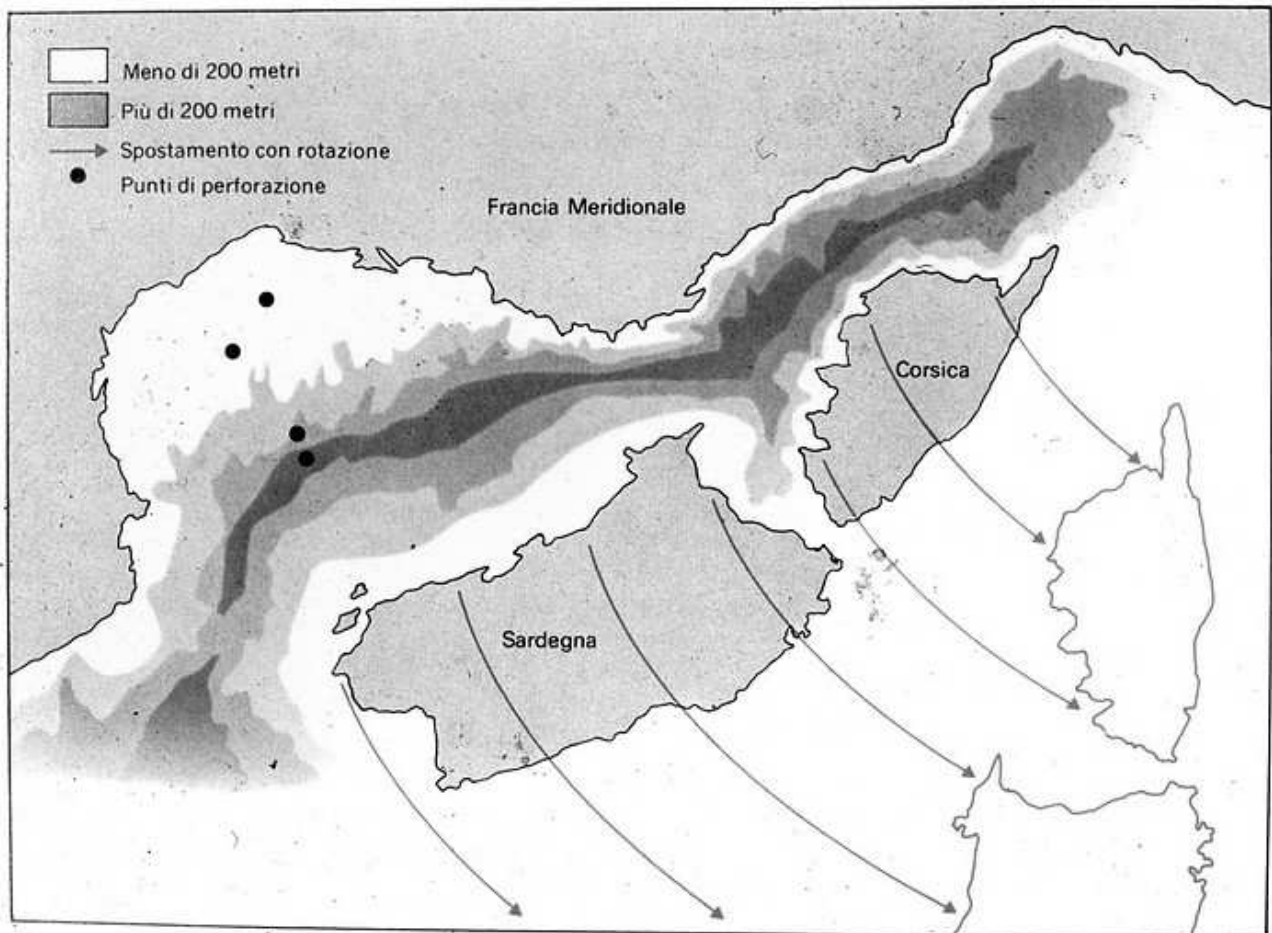 Meno di 200 metri
Più di 200 metri
Spostamento con rotazione
Punti di perforazione
Francia Meridionale
Corsica
Sardegna